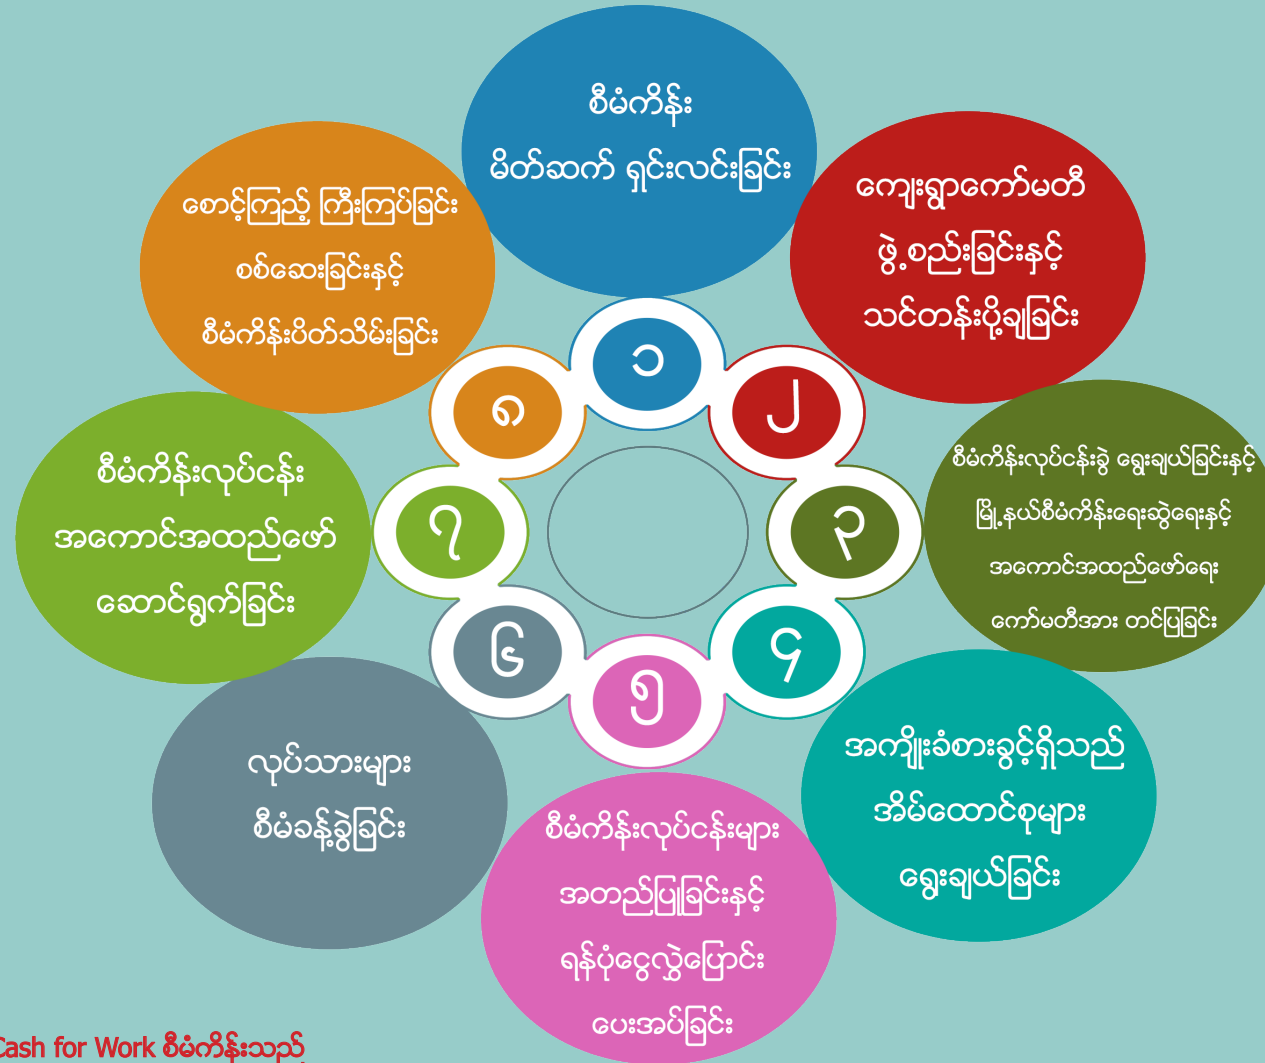 စီမံကိန်း
မိတ်ဆက် ရှင်းလင်းခြင်း
ကျေးရွာကော်မတီ
ဖွဲ့စည်းခြင်းနှင့်
သင်တန်းပို့ချခြင်း
စီမံကိန်းလုပ်ငန်းခွဲ ရွေးချယ်ခြင်းနှင့်
မြို့နယ်စီမံကိန်းရေးဆွဲရေးနှင့်
အကောင်အထည်ဖော်ရေး
ကော်မတီအား တင်ပြခြင်း
အကျိုးခံစားခွင့်ရှိသည်
အိမ်ထောင်စုများ
ရွေးချယ်ခြင်း
စီမံကိန်းလုပ်ငန်းများ
အတည်ပြုခြင်းနှင့်
ရန်ပုံငွေလွှဲပြောင်း
ပေးအပ်ခြင်း
လုပ်သားများ
စီမံခန့်ခွဲခြင်း
စီမံကိန်းလုပ်ငန်း
အကောင်အထည်ဖော်
ဆောင်ရွက်ခြင်း
စောင့်ကြည့် ကြီးကြပ်ခြင်း
စစ်ဆေးခြင်းနှင့်
စီမံကိန်းပိတ်သိမ်းခြင်း
၁
၂
၃
၄
၅
၆
၇
၈
Cash for Work စီမံကိန်းသည်